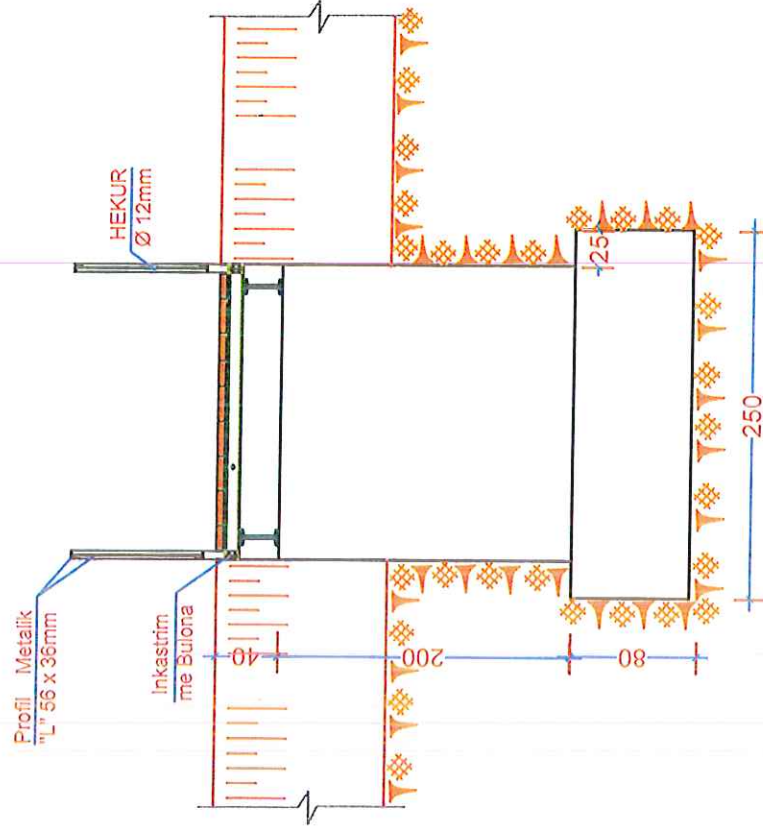 Profil Metalik
"L" 56 x 36mm
HEKUR
Ø 12mm
Inkastrim
me Bulona
40
200
80
25
250